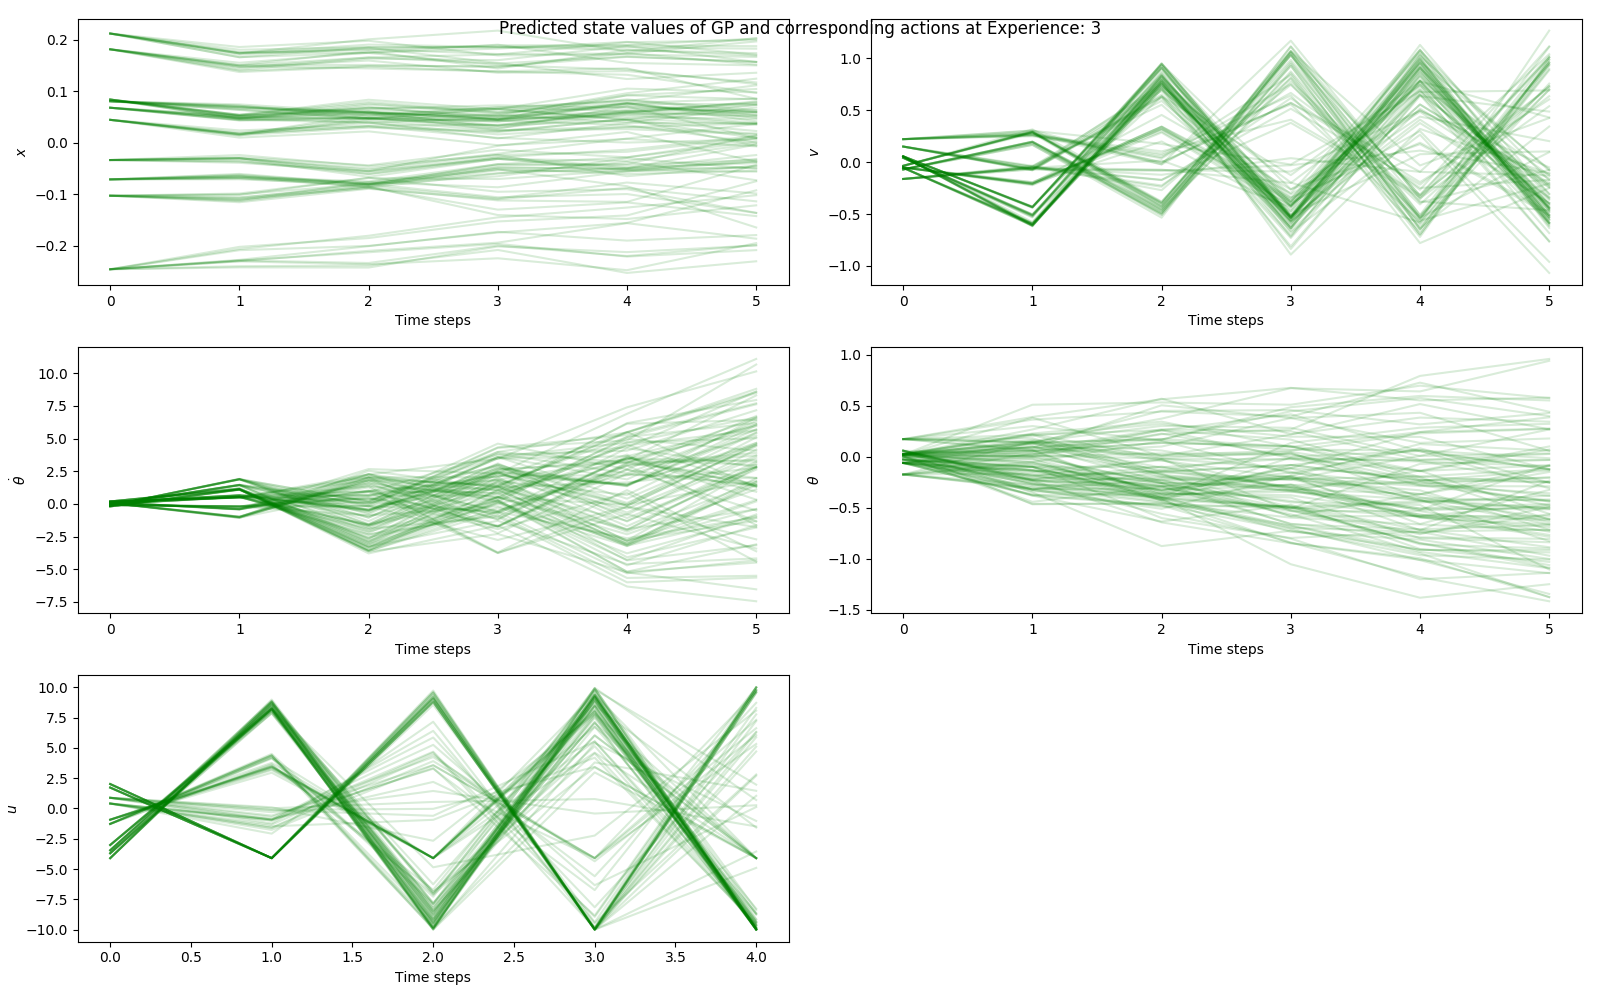 Predicted state values of GP and corresponding actions at Experience: 3
0.2
0.1
0.0
−0.1
−0.2
x
0 1 2 3 4 5
Time steps
1.0
0.5
0.0
−0.5
−1.0
v
0 1 2 3 4 5
Time steps
10.0
7.5
5.0
2.5
0.0
−2.5
−5.0
−7.5
θ̇
0 1 2 3 4 5
Time steps
1.0
0.5
0.0
−0.5
−1.0
−1.5
θ
0 1 2 3 4 5
Time steps
10.0
7.5
5.0
2.5
0.0
−2.5
−5.0
−7.5
−10.0
u
0.0 0.5 1.0 1.5 2.0 2.5 3.0 3.5 4.0
Time steps